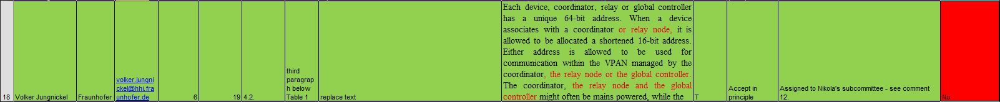 Each device, coordinator, relay or global controller
has a unique 64-bit address. When a device
associates with a coordinator or relay node, it is
allowed to be allocated a shortened 16-bit address.
Either address is allowed to be used for
communication within the VPAN managed by the
coordinator, the relay node or the global controller.
The coordinator, the relay node and the global
controller might often be mains powered, while the
18 Volker Jungnickel Fraunhofer
volker.jungni
ckel@hhi.fra
unhofer.de
6 19 4.2.
third
paragrap
h below
Table 1
replace text
T
Accept in
principle
Assigned to Nikola's subcommittee - see comment
12.
No